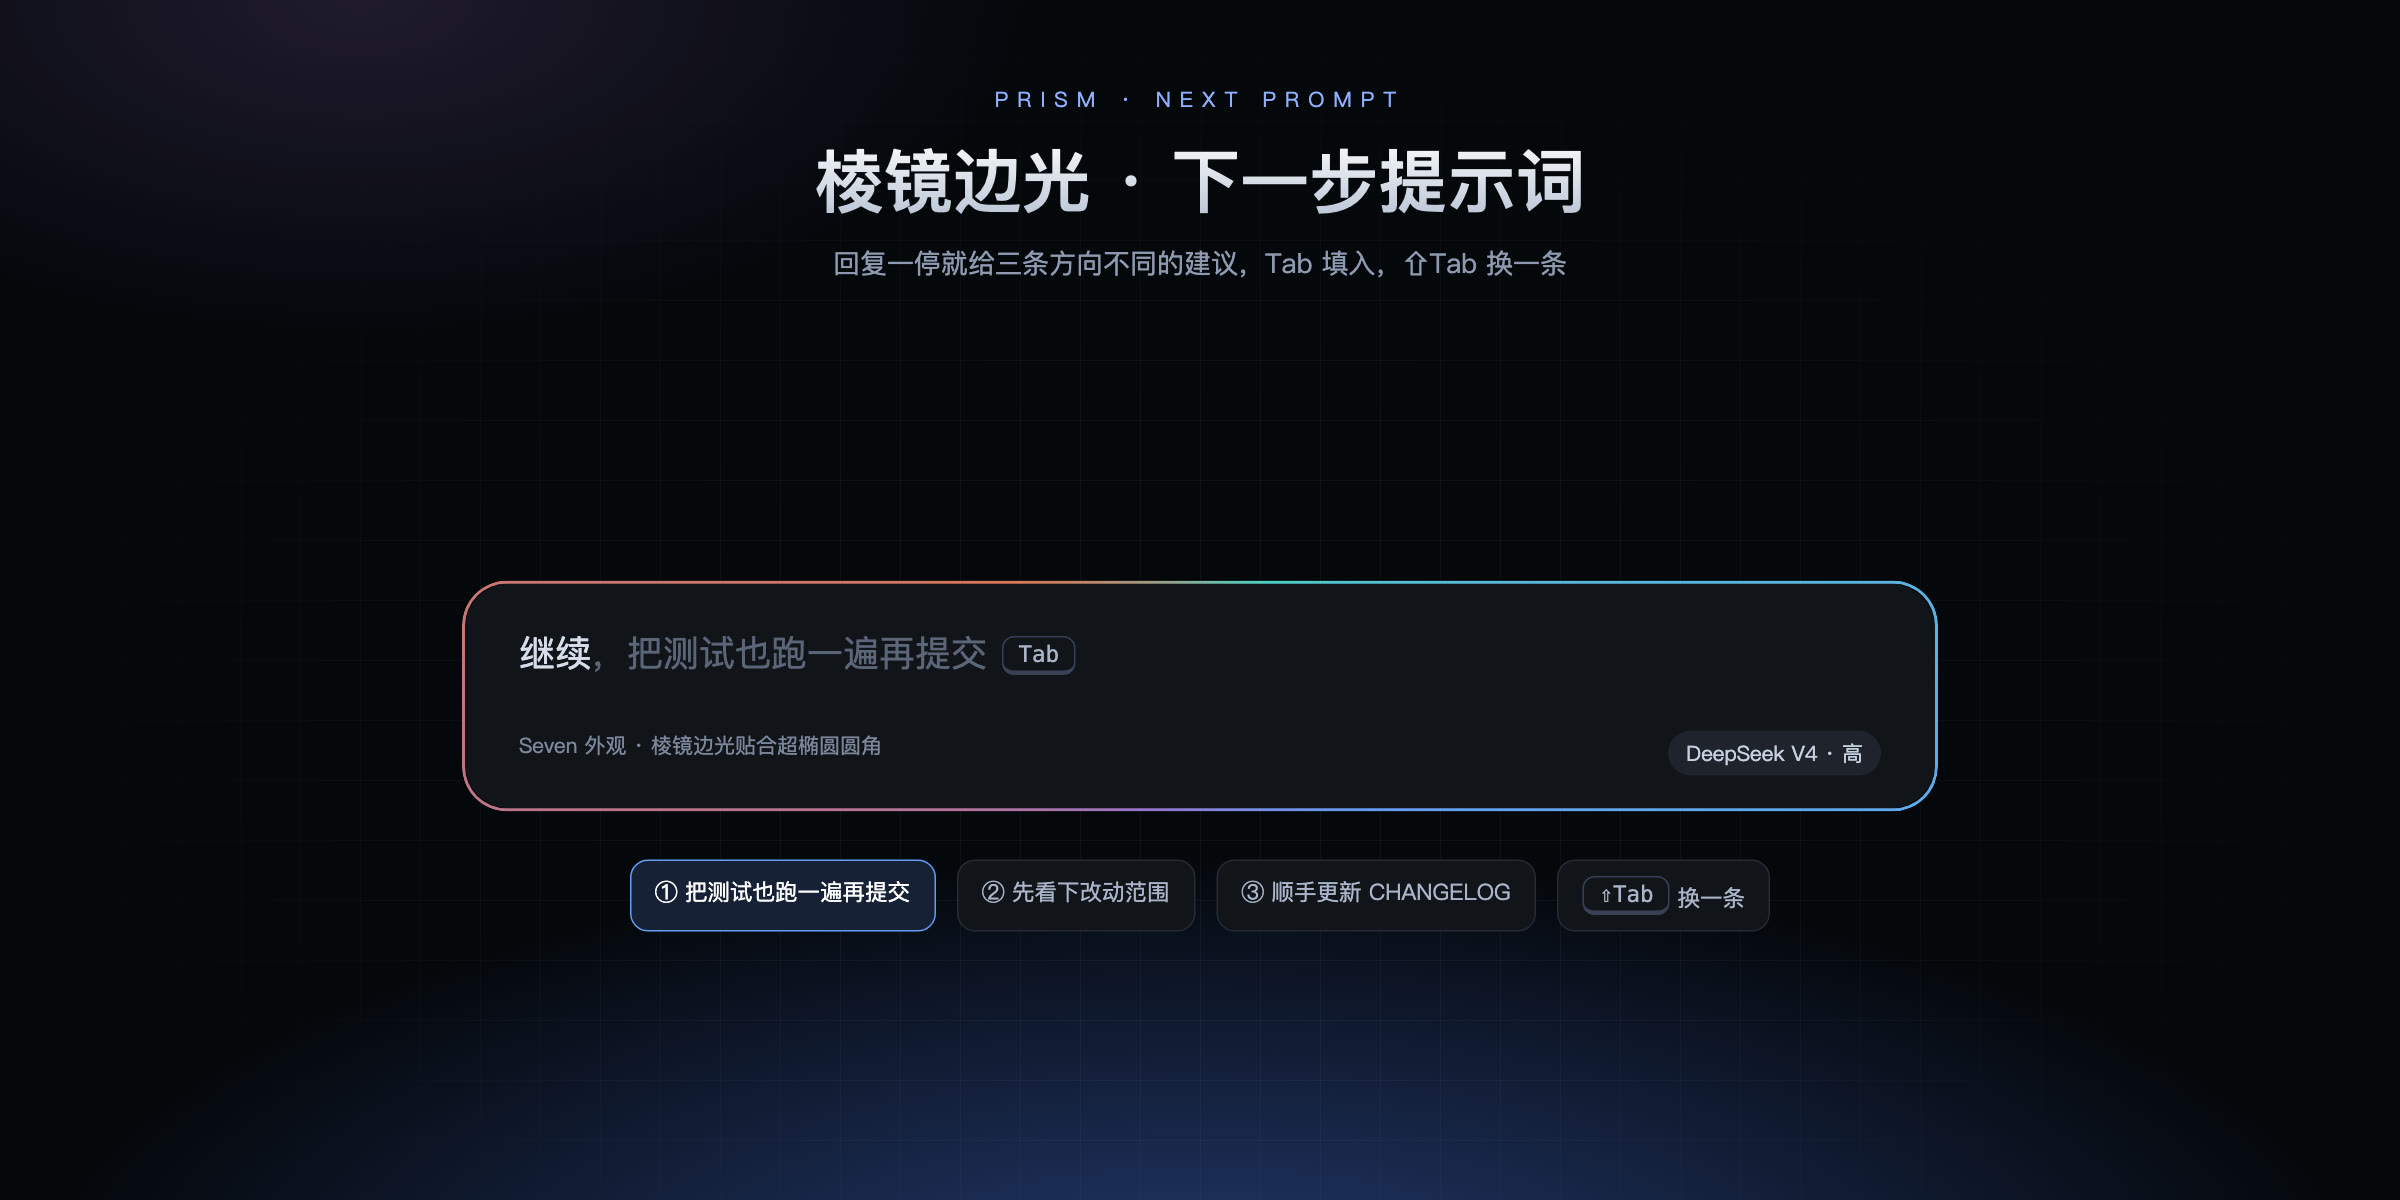 PRISM · NEXT PROMPT
棱镜边光 · 下一步提示词
回复一停就给三条方向不同的建议，Tab 填入，⇧Tab 换一条
继续，把测试也跑一遍再提交 Tab
Seven 外观 · 棱镜边光贴合超椭圆圆角
DeepSeek V4 · 高
① 把测试也跑一遍再提交 ② 先看下改动范围 ③ 顺手更新 CHANGELOG ⇧Tab 换一条